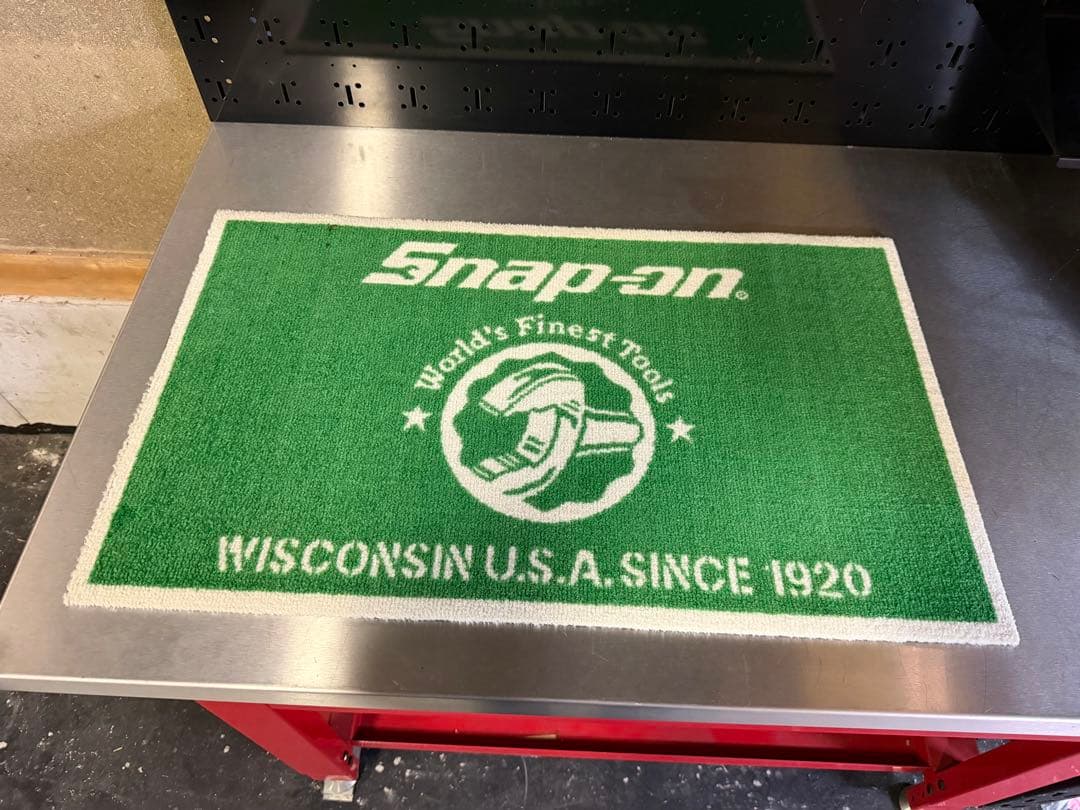 Snap-on®
World's Finest Tools
WISCONSIN U.S.A. SINCE 1920